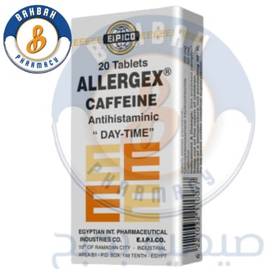 BAHBAH
PHARMACY
EIPICO
20 Tablets
ALLERGEX®
CAFFEINE
Antihistaminic
" DAY-TIME"
EGYPTIAN INT. PHARMACEUTICAL
INDUSTRIES CO. E.I.P.I.CO.
10TH OF RAMADAN CITY - INDUSTRIAL
AREA B1 - P.O. BOX: 149 TENTH - EGYPT